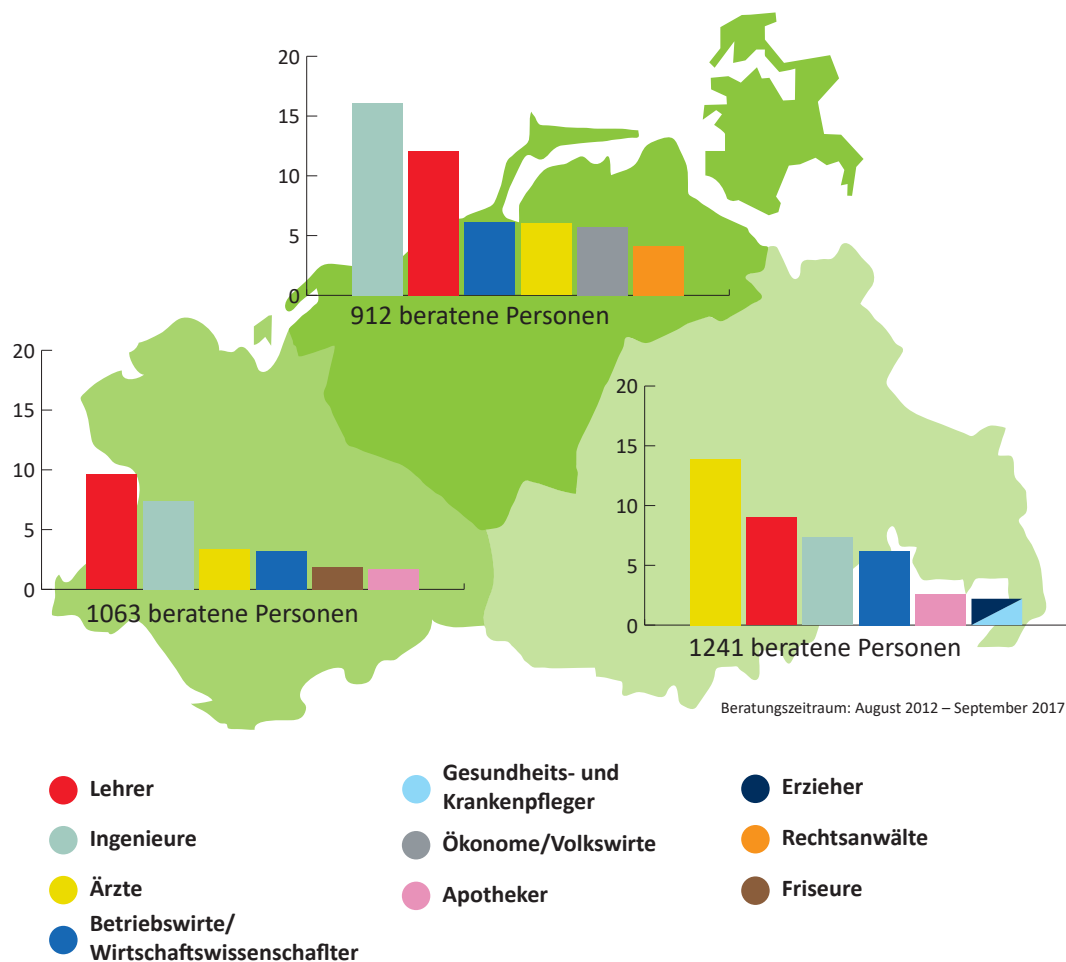 20
15
10
5
0
912 beratene Personen
20
15
10
5
0
1063 beratene Personen
20
15
10
5
0
1241 beratene Personen
Beratungszeitraum: August 2012 – September 2017
Lehrer
Ingenieure
Ärzte
Betriebswirte/
Wirtschaftswissenschaflter
Gesundheits- und
Krankenpfleger
Ökonome/Volkswirte
Apotheker
Erzieher
Rechtsanwälte
Friseure